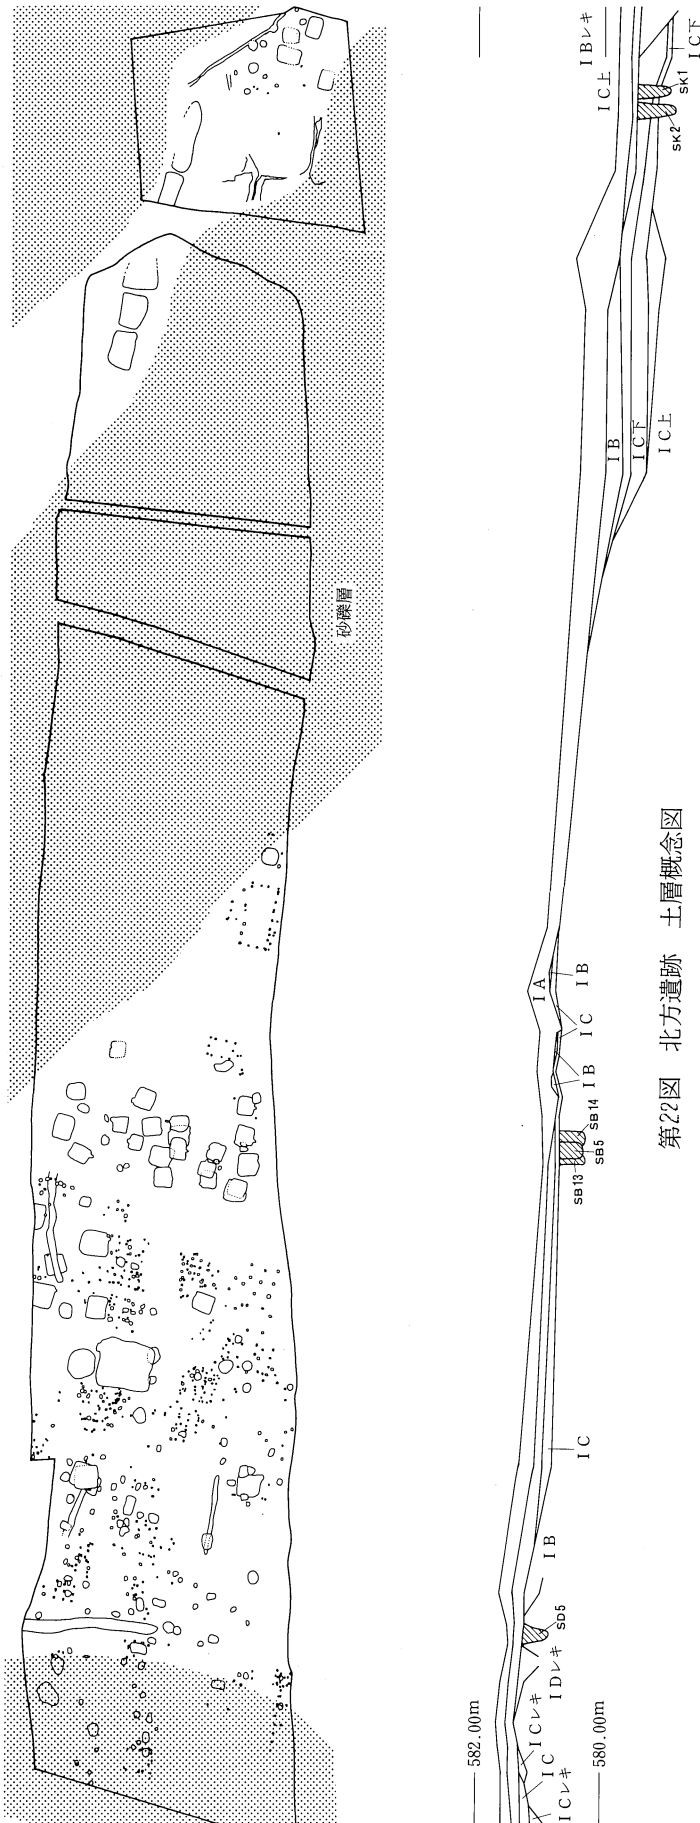 砂礫層
582.00m
580.00m
ICレキ
IC
ICレキ
IDレキ
SD5
IB
IC
SB13
SB5
SB14
IB
IC
IA
IB
IB
IC下
IC上
IBレキ
IC上
SK2
SK1
IC下
第22図 北方遺跡 土層概念図